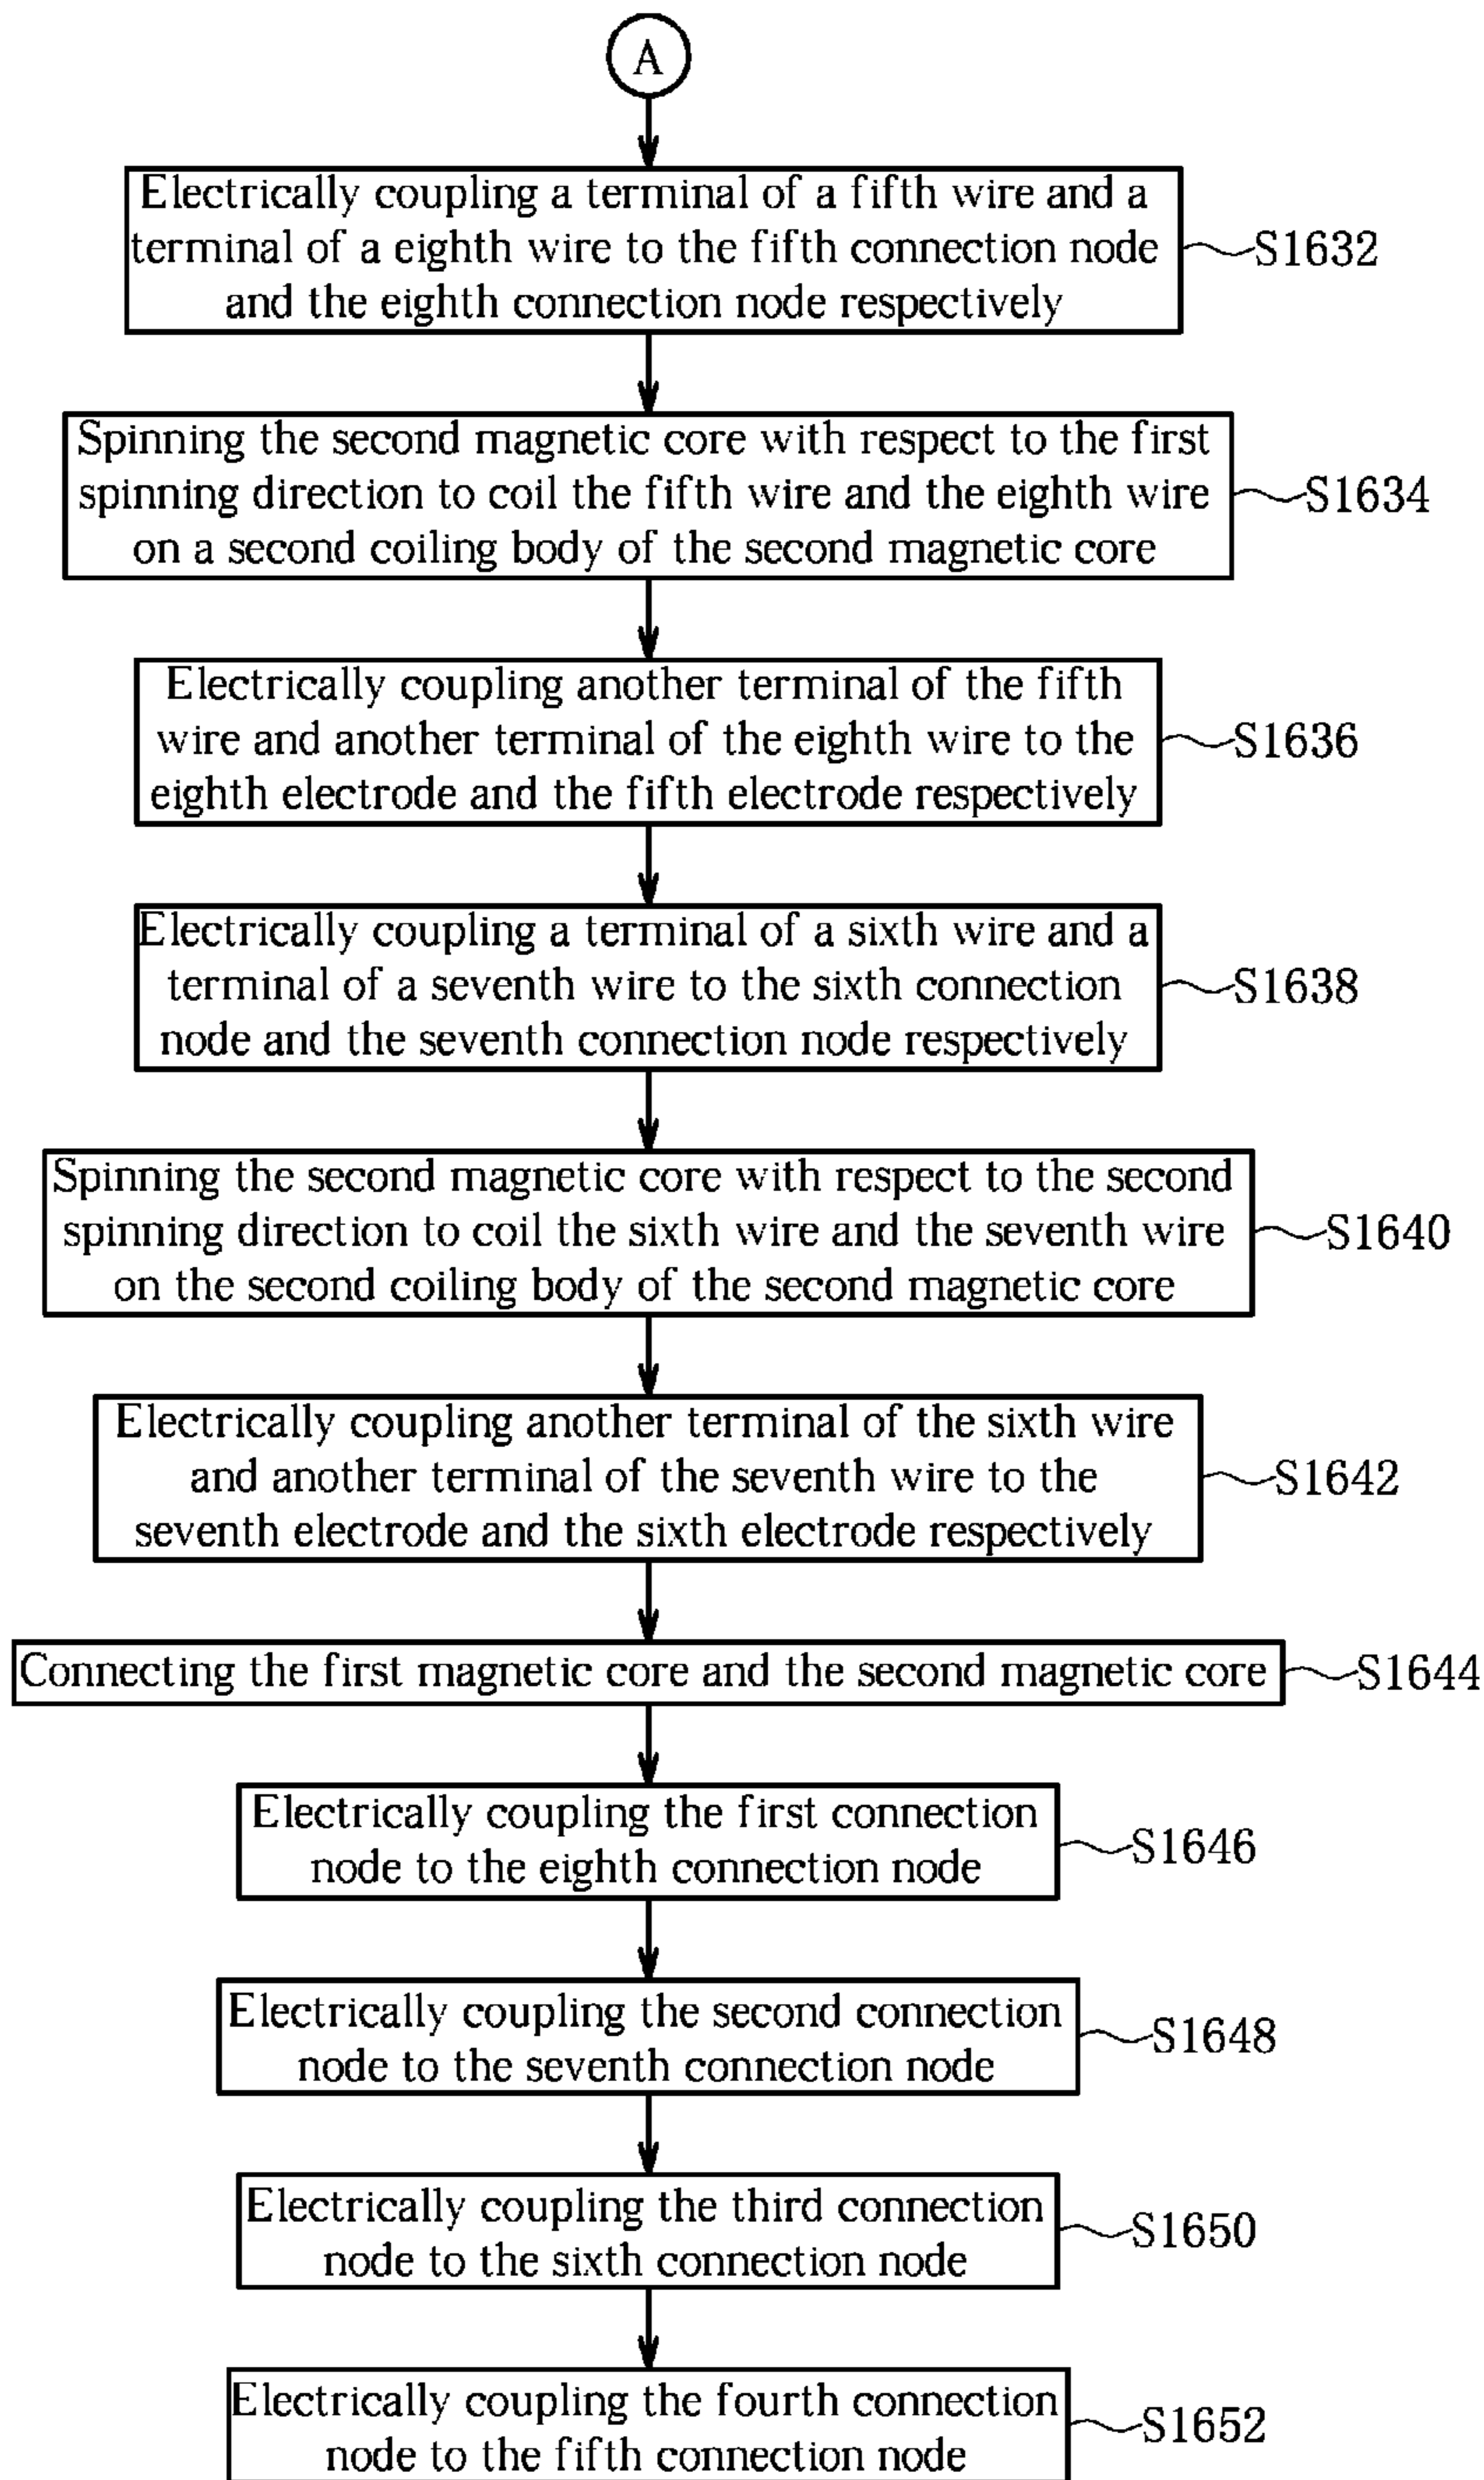 A
Electrically coupling a terminal of a fifth wire and a
terminal of a eighth wire to the fifth connection node
and the eighth connection node respectively
S1632
Spinning the second magnetic core with respect to the first
spinning direction to coil the fifth wire and the eighth wire
on a second coiling body of the second magnetic core
S1634
Electrically coupling another terminal of the fifth
wire and another terminal of the eighth wire to the
eighth electrode and the fifth electrode respectively
S1636
Electrically coupling a terminal of a sixth wire and a
terminal of a seventh wire to the sixth connection
node and the seventh connection node respectively
S1638
Spinning the second magnetic core with respect to the second
spinning direction to coil the sixth wire and the seventh wire
on the second coiling body of the second magnetic core
S1640
Electrically coupling another terminal of the sixth wire
and another terminal of the seventh wire to the
seventh electrode and the sixth electrode respectively
S1642
Connecting the first magnetic core and the second magnetic core
S1644
Electrically coupling the first connection
node to the eighth connection node
S1646
Electrically coupling the second connection
node to the seventh connection node
S1648
Electrically coupling the third connection
node to the sixth connection node
S1650
Electrically coupling the fourth connection
node to the fifth connection node
S1652